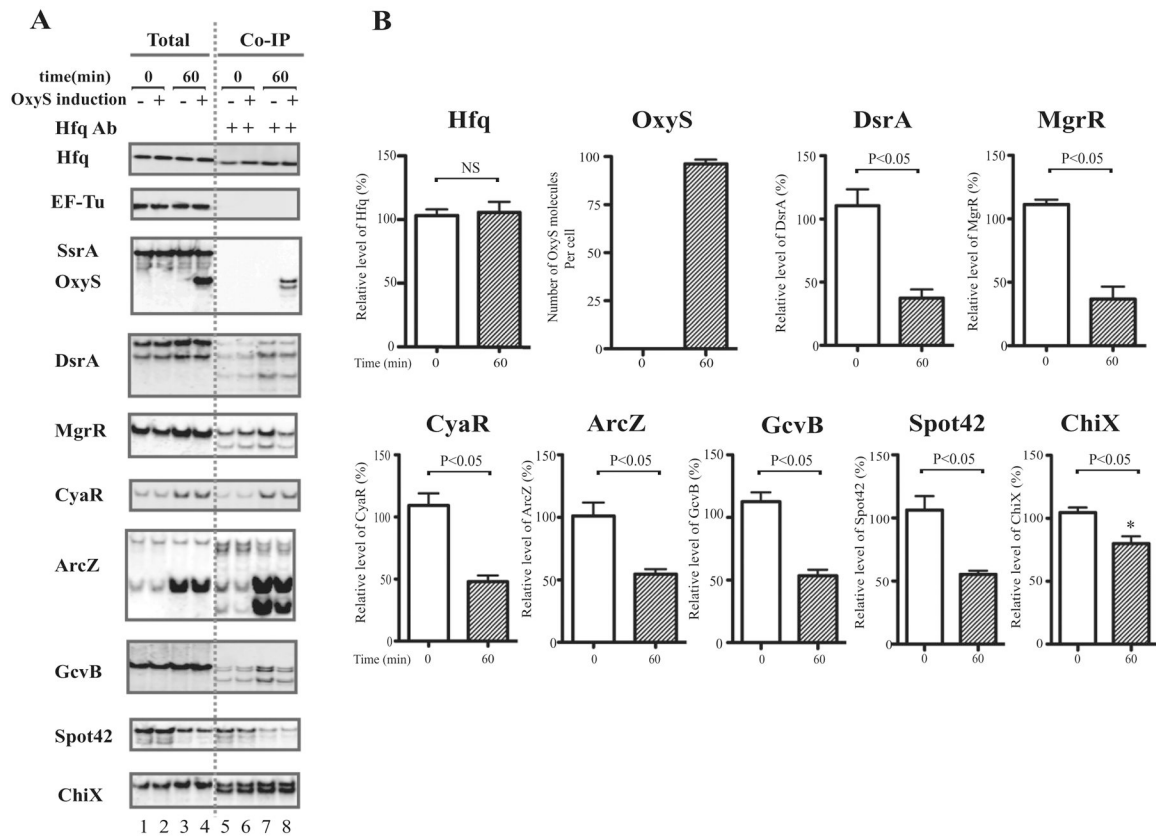 A
Total Co-IP
time(min) 0 60 0 60
OxyS induction - + - + - + - +
Hfq Ab + + + +
Hfq
EF-Tu
SsrA
OxyS
DsrA
MgrR
CyaR
ArcZ
GcvB
Spot42
ChiX
1 2 3 4 5 6 7 8
B
Hfq
Relative level of Hfq (%)
150
100
50
0
NS
Time (min) 0 60
OxyS
Number of OxyS molecules
Per cell
100
75
50
25
0
0 60
DsrA
Relative level of DsrA (%)
150
100
50
0
P<0.05
0 60
MgrR
Relative level of MgrR (%)
150
100
50
0
P<0.05
0 60
CyaR
Relative level of CyaR (%)
150
100
50
0
P<0.05
Time (min) 0 60
ArcZ
Relative level of ArcZ (%)
150
100
50
0
P<0.05
0 60
GcvB
Relative level of GcvB (%)
150
100
50
0
P<0.05
0 60
Spot42
Relative level of Spot42 (%)
150
100
50
0
P<0.05
0 60
ChiX
Relative level of ChiX (%)
150
100
50
0
P<0.05
*
0 60